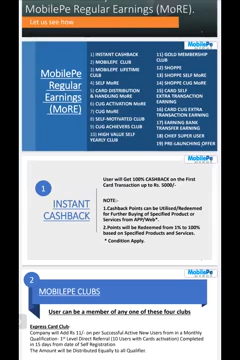 MobilePe Regular Earnings (MoRE).
MobilePe
Let us see how
MobilePe
MobilePe
Regular
Earnings
(MoRE)
1) INSTANT CASHBACK
2) MOBILEPE CLUB
3) MOBILEPE LIFETIME
CULB
4) SELF MoRE
5) CARD DISTRIBUTION
& HANDLING MoRE
6) CUG ACTIVATION MoRE
7) CUG MoRE
8) SELF-MOTIVATED CLUB
9) CUG ACHIEVERS CLUB
10) HIGH VALUE SELF
YEARLY CLUB
11) GOLD MEMBERSHIP
CLUB
12) SHOPPE
13) SHOPPE SELF MoRE
14) SHOPPE CUG MoRE
15) CARD SELF
EXTRA TRANSACTION
EARNING
16) CARD CUG EXTRA
TRANSACTION EARNING
17) EARNING BANK
TRANSFER EARNING
18) CHIEF SUPER USER
19) PRE-LAUNCHING OFFER
1
INSTANT
CASHBACK
User will Get 100% CASHBACK on the First
Card Transaction up to Rs. 5000/-
NOTE:-
1.Cashback Points can be Utilised/Redeemed
for Further Buying of Specified Product or
Services from APP/Web*.
2.Points will be Redeemed from 1% to 100%
based on Specified Products and Services.
* Condition Apply.
2
MOBILEPE CLUBS
MobilePe
User can be a member of any one of these four clubs
Express Card Club:
Company will Add Rs 11/- on per Successful Active New Users from in a Monthly
Qualification- 1st Level Direct Referral (10 Users with Cards activation) Completed
in 15 days from date of Self Registration
The Amount will be Distributed Equally to all Qualifier.